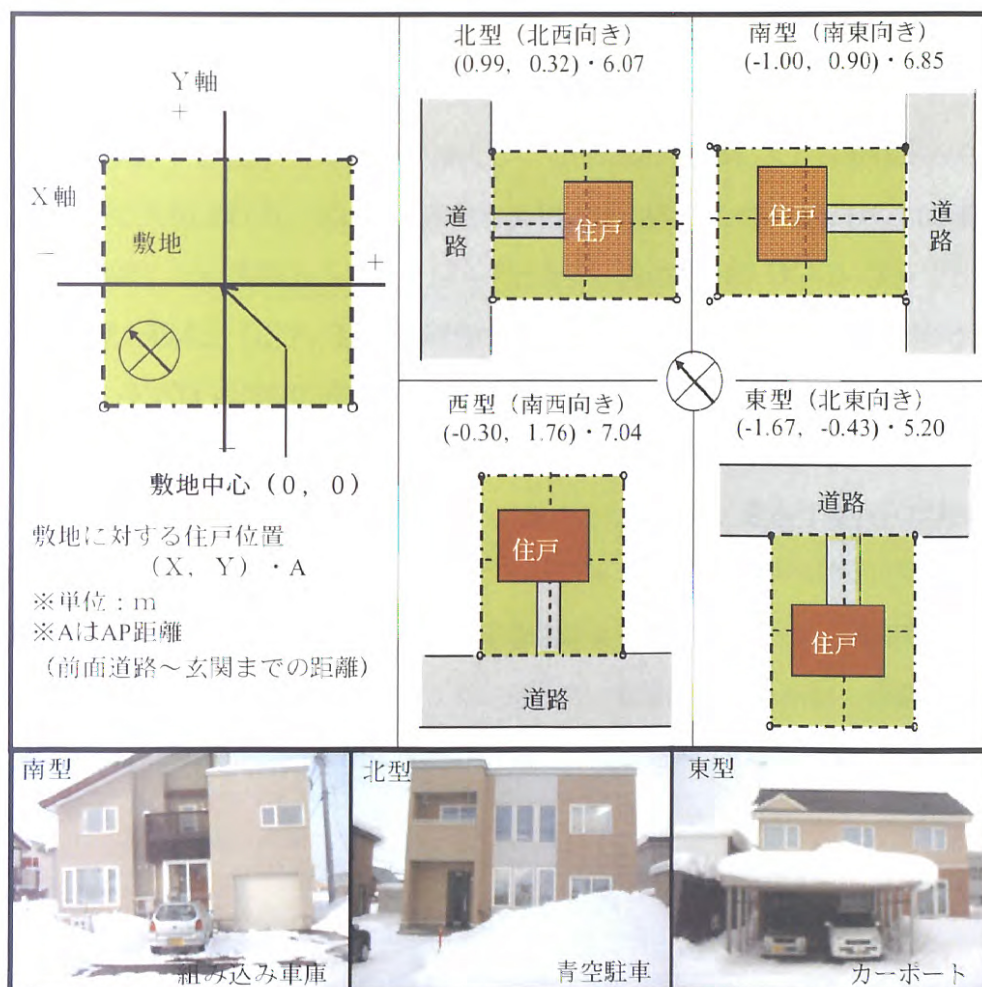 Y 軸
+
X 軸
−
敷地
+
−
敷地中心（0，0）
敷地に対する住戸位置
（X，Y）・A
※単位：m
※AはAP距離
（前面道路～玄関までの距離）
北型（北西向き）
(0.99, 0.32)・6.07
道路
住戸
南型（南東向き）
(-1.00, 0.90)・6.85
住戸
道路
西型（南西向き）
(-0.30, 1.76)・7.04
住戸
道路
東型（北東向き）
(-1.67, -0.43)・5.20
道路
住戸
南型
組み込み車庫
北型
青空駐車
東型
カーポート